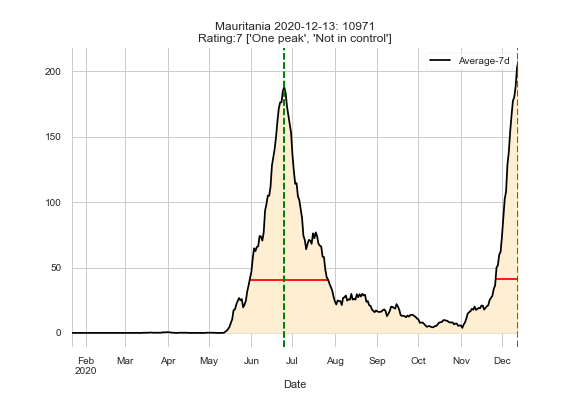 Mauritania 2020-12-13: 10971
Rating:7 ['One peak', 'Not in control']
Average-7d
200
150
100
50
0
Feb Mar Apr May Jun Jul Aug Sep Oct Nov Dec
2020
Date